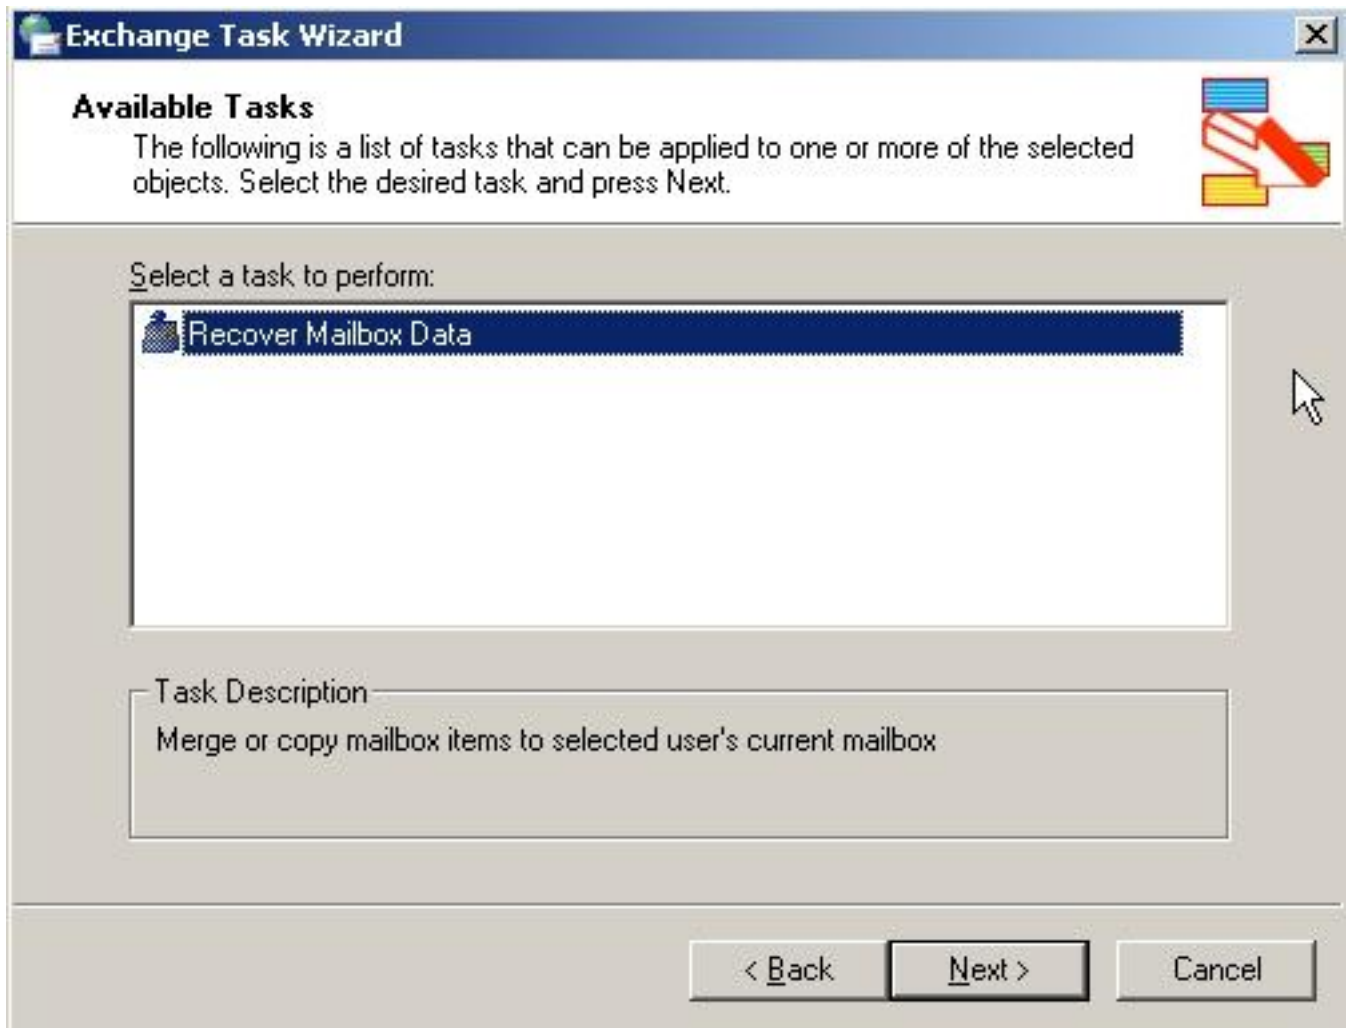 Exchange Task Wizard
Available Tasks
The following is a list of tasks that can be applied to one or more of the selected
objects. Select the desired task and press Next.
Select a task to perform:
Recover Mailbox Data
Task Description
Merge or copy mailbox items to selected user's current mailbox
< Back Next > Cancel